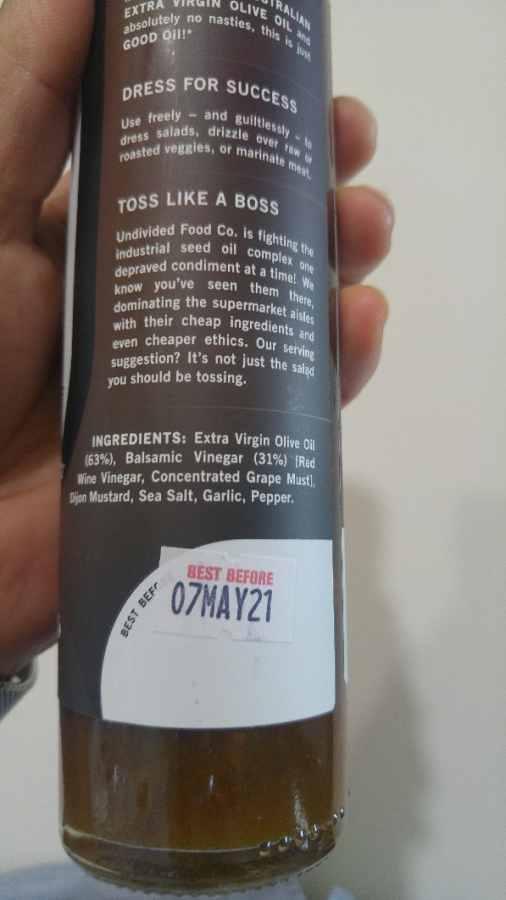 AUSTRALIAN
EXTRA VIRGIN OLIVE OIL and
absolutely no nasties, this is just
GOOD Oil!*
DRESS FOR SUCCESS
Use freely – and guiltlessly – to
dress salads, drizzle over raw or
roasted veggies, or marinate meat.
TOSS LIKE A BOSS
Undivided Food Co. is fighting the
industrial seed oil complex one
depraved condiment at a time! We
know you've seen them there,
dominating the supermarket aisles
with their cheap ingredients and
even cheaper ethics. Our serving
suggestion? It's not just the salad
you should be tossing.
INGREDIENTS: Extra Virgin Olive Oil
(63%), Balsamic Vinegar (31%) [Red
Wine Vinegar, Concentrated Grape Must],
Dijon Mustard, Sea Salt, Garlic, Pepper.
BEST BEFORE
07MAY21
BEST BEF